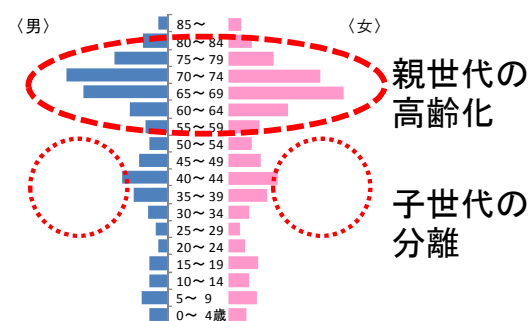 〈男〉
〈女〉
85～
80～ 84
75～ 79
70～ 74
65～ 69
60～ 64
55～ 59
50～ 54
45～ 49
40～ 44
35～ 39
30～ 34
25～ 29
20～ 24
15～ 19
10～ 14
5～ 9
0～ 4歳
親世代の
高齢化
子世代の
分離